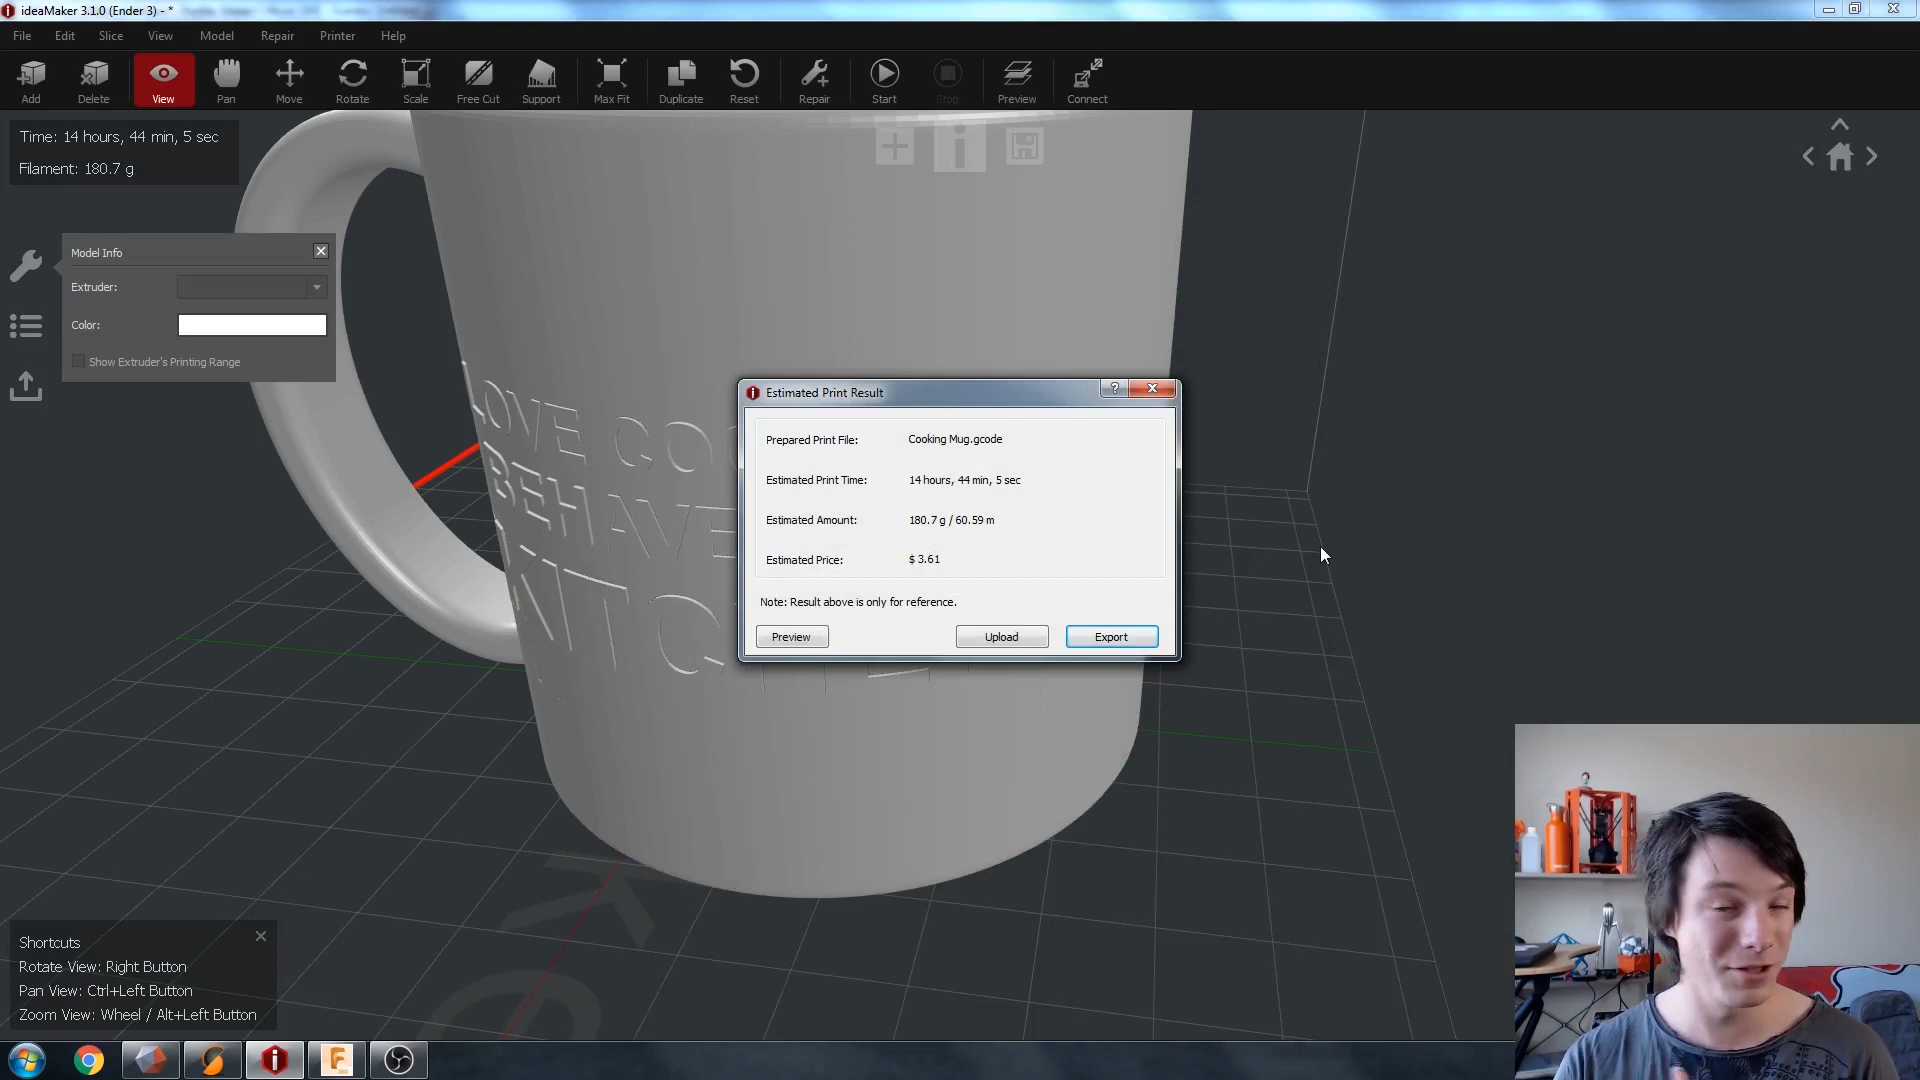 ideaMaker 3.1.0 (Ender 3) - *
File Edit Slice View Model Repair Printer Help
Add Delete View Pan Move Rotate Scale Free Cut Support Max Fit Duplicate Reset Repair Start Stop Preview Connect
Time: 14 hours, 44 min, 5 sec
Filament: 180.7 g
Model Info
Extruder:
Color:
Show Extruder's Printing Range
LOVE
BEHAVE
Estimated Print Result
Prepared Print File: Cooking Mug.gcode
Estimated Print Time: 14 hours, 44 min, 5 sec
Estimated Amount: 180.7 g / 60.59 m
Estimated Price: $ 3.61
Note: Result above is only for reference.
Preview Upload Export
Shortcuts
Rotate View: Right Button
Pan View: Ctrl+Left Button
Zoom View: Wheel / Alt+Left Button